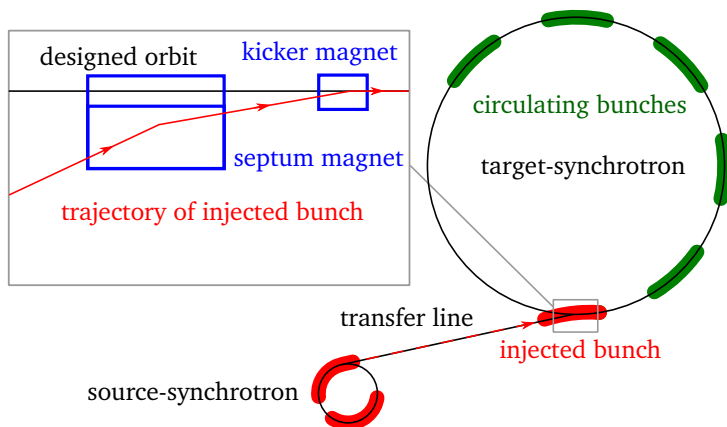 designed orbit
kicker magnet
septum magnet
trajectory of injected bunch
circulating bunches
target-synchrotron
transfer line
injected bunch
source-synchrotron